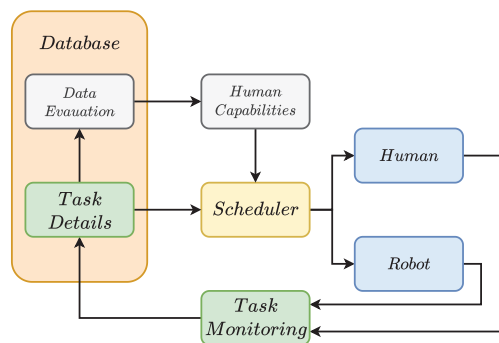 Database
Data
Evauation
Human
Capabilities
Task
Details
Scheduler
Human
Robot
Task
Monitoring